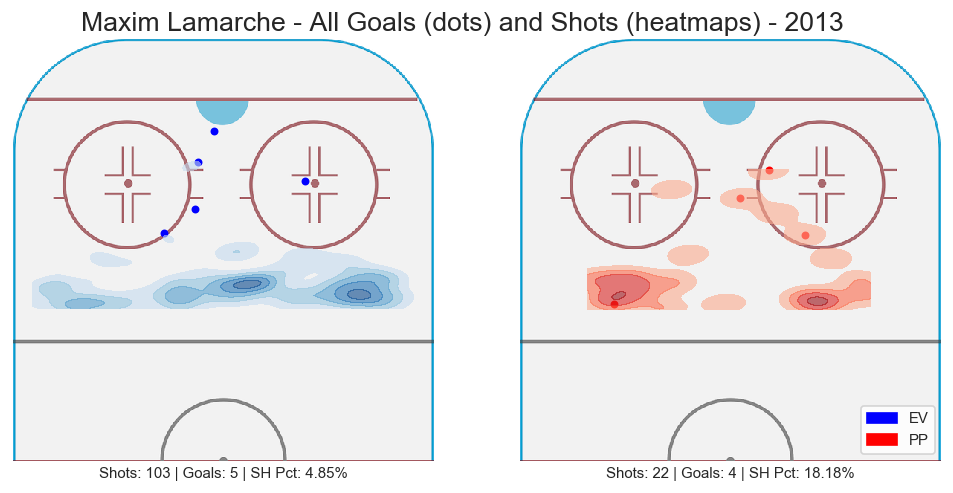 Maxim Lamarche - All Goals (dots) and Shots (heatmaps) - 2013
EV
PP
Shots: 103 | Goals: 5 | SH Pct: 4.85%
Shots: 22 | Goals: 4 | SH Pct: 18.18%